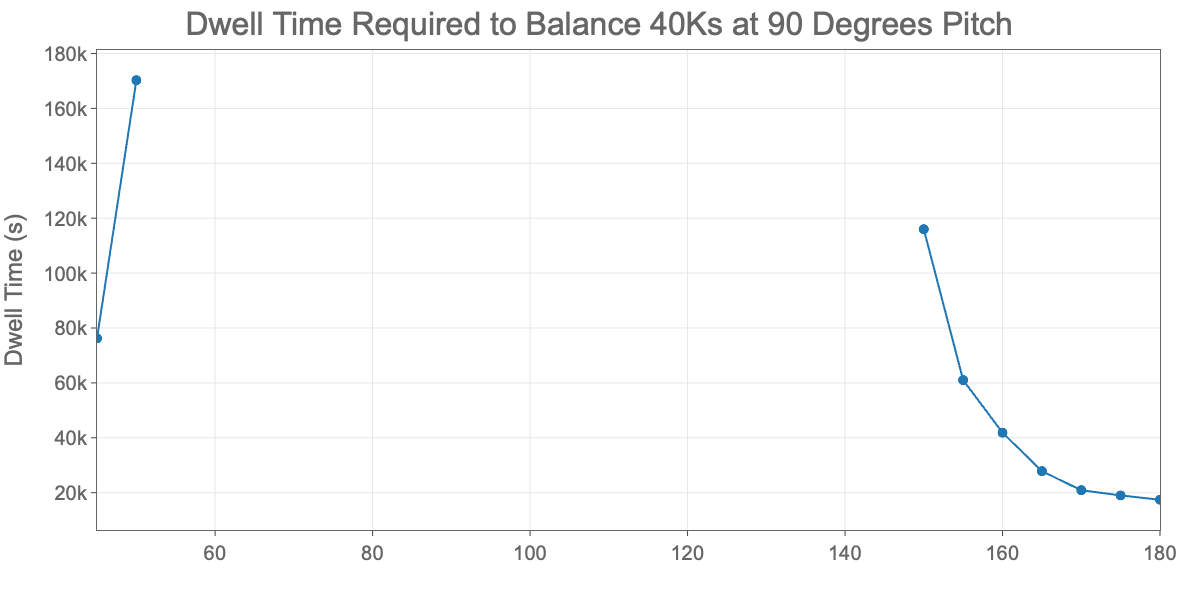 Dwell Time Required to Balance 40Ks at 90 Degrees Pitch
180k
160k
140k
120k
100k
80k
60k
40k
20k
Dwell Time (s)
60 80 100 120 140 160 180